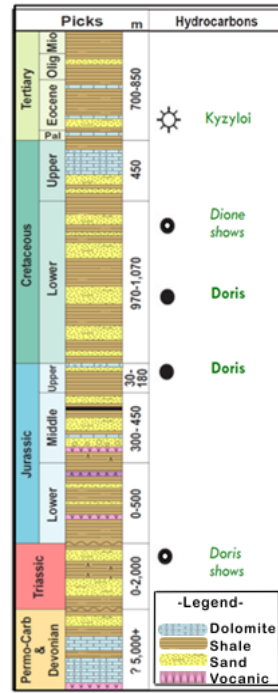 Picks m Hydrocarbons
Tertiary
Mio
Olig
Eocene
Pal
700-850
Kyzyloi
Cretaceous
Upper
450
Lower
970-1,070
Dione
shows
Doris
Doris
Jurassic
Upper
30-
180
Middle
300-450
Lower
0-500
Triassic
0-2,000
Doris
shows
Permo-Carb
&
Devonian
? 5,000+
-Legend-
Dolomite
Shale
Sand
Vocanic